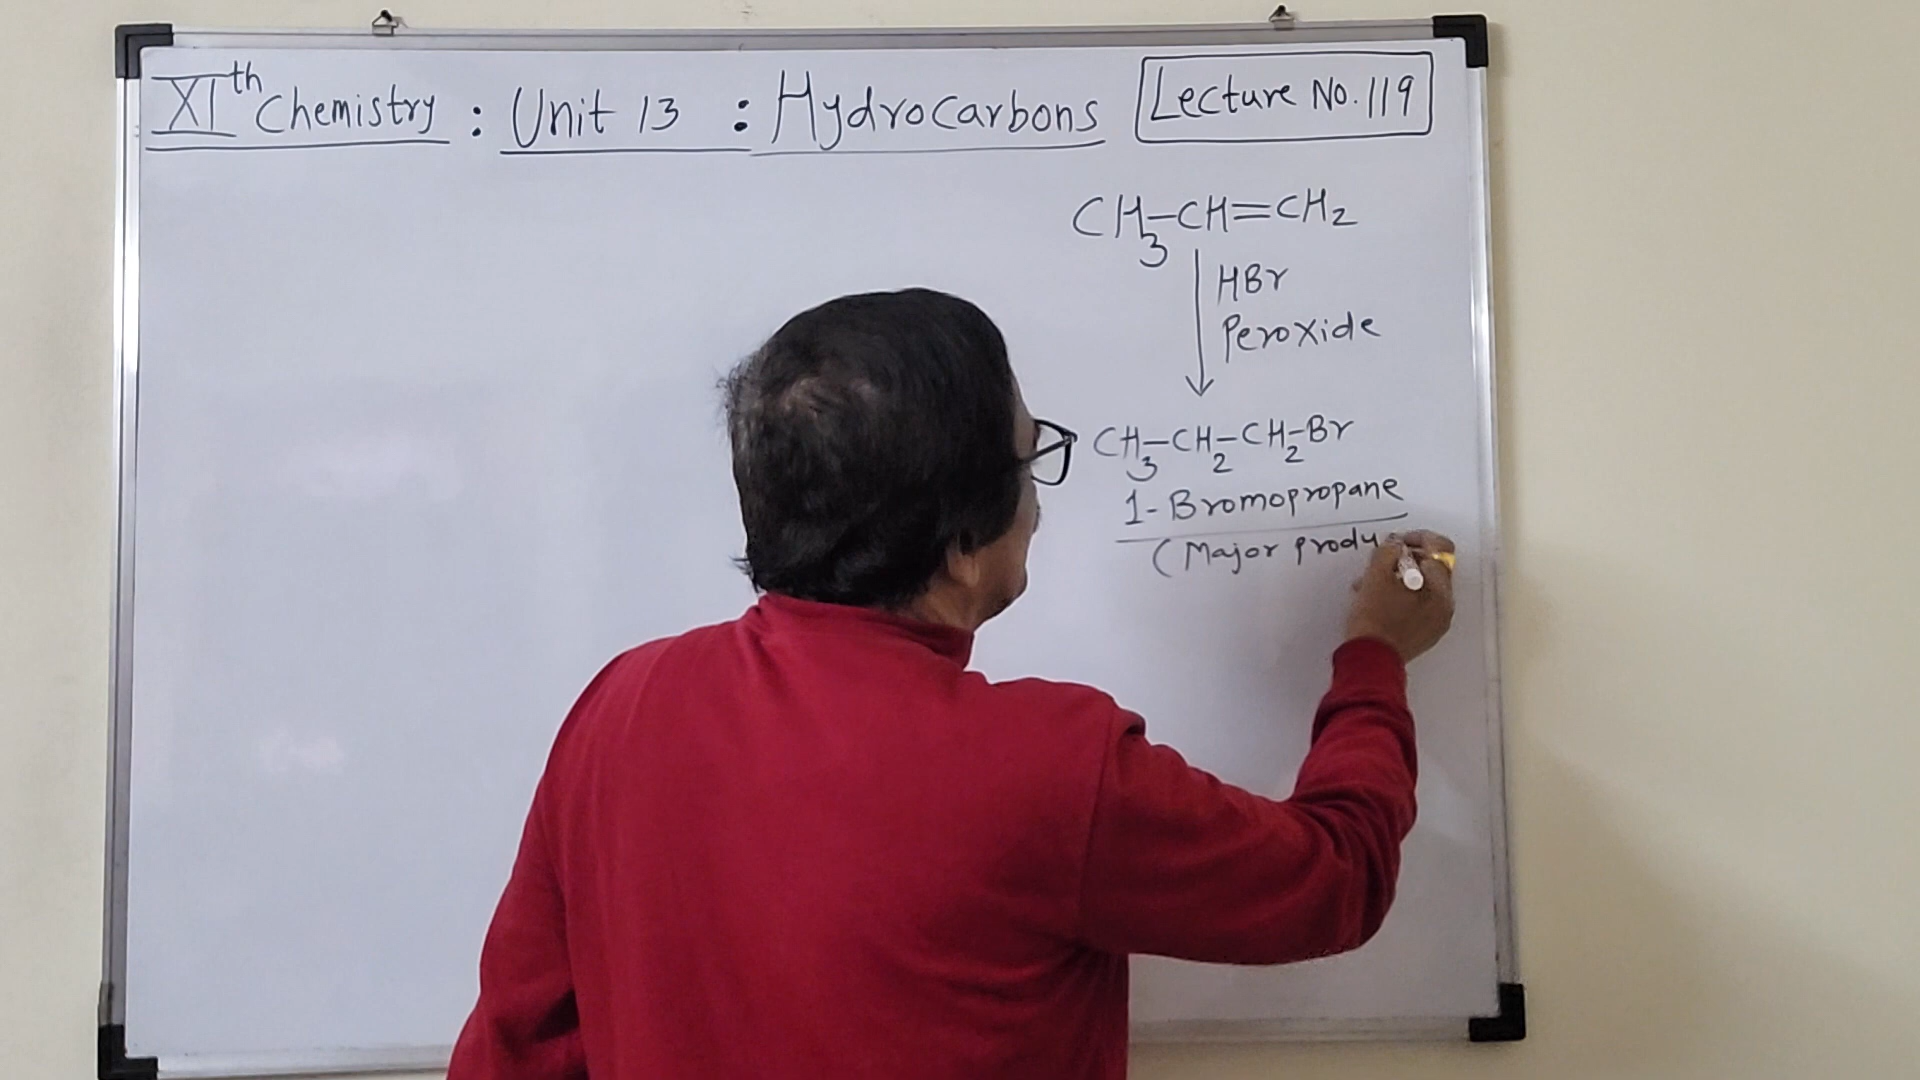 XIth Chemistry : Unit 13 : Hydrocarbons
Lecture No. 119
CH3-CH=CH2
HBr
Peroxide
CH3-CH2-CH2-Br
1-Bromopropane
(Major produ